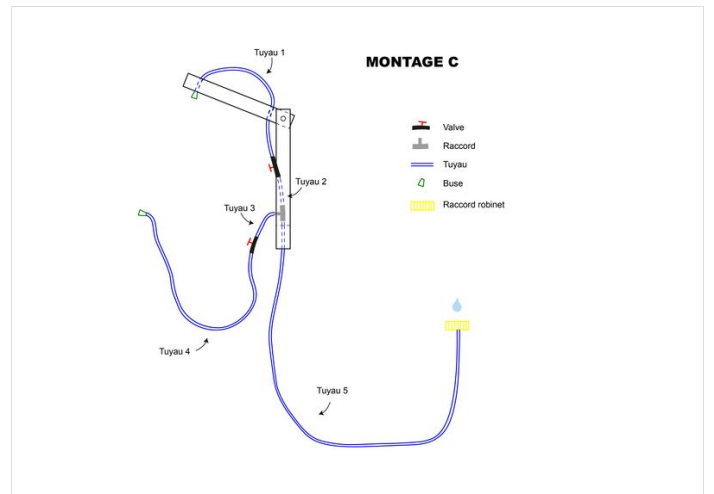 MONTAGE C
Tuyau 1
Valve
Raccord
Tuyau
Buse
Raccord robinet
Tuyau 2
Tuyau 3
Tuyau 4
Tuyau 5